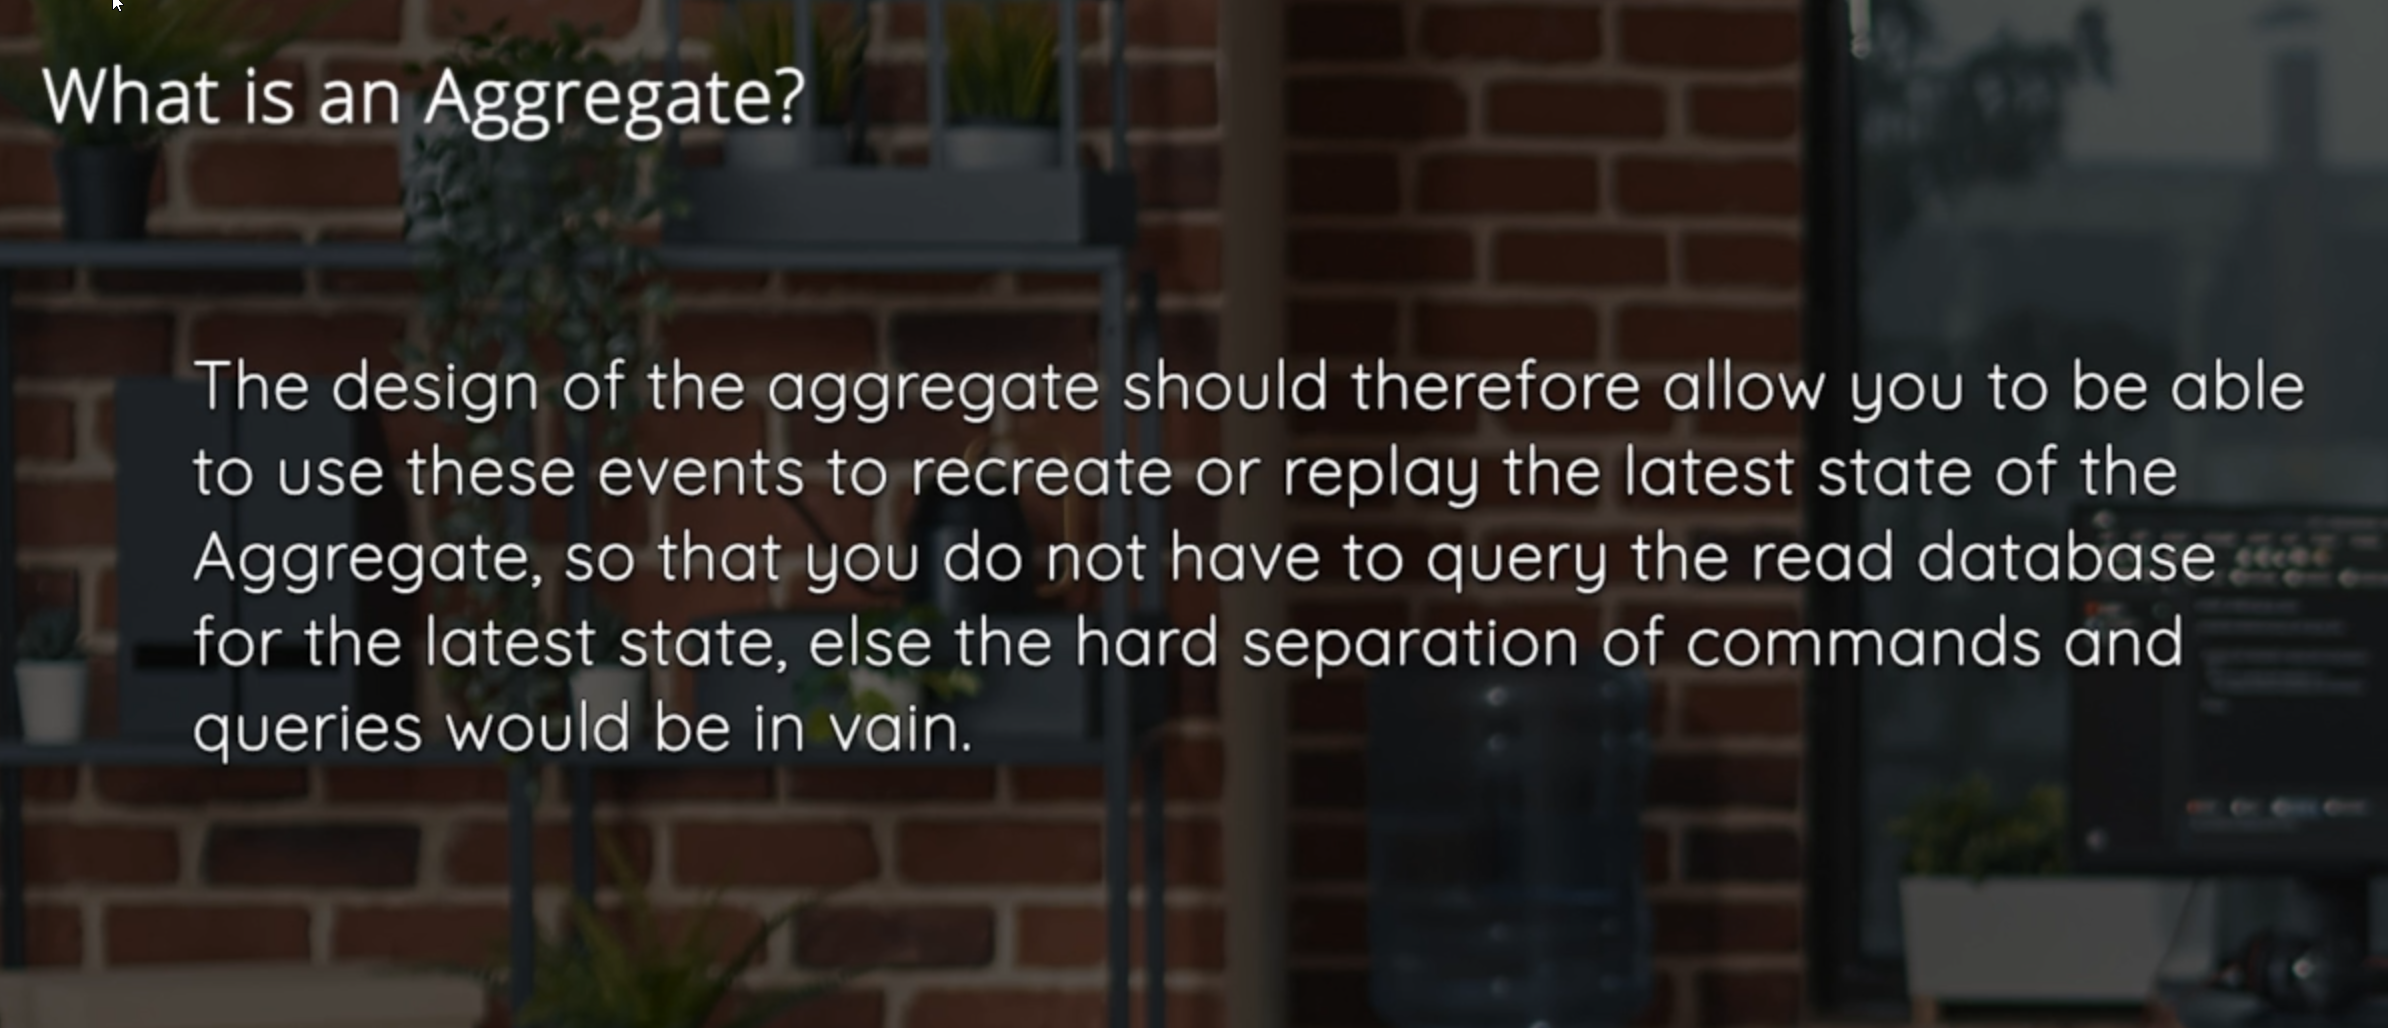 What is an Aggregate?
The design of the aggregate should therefore allow you to be able
to use these events to recreate or replay the latest state of the
Aggregate, so that you do not have to query the read database
for the latest state, else the hard separation of commands and
queries would be in vain.